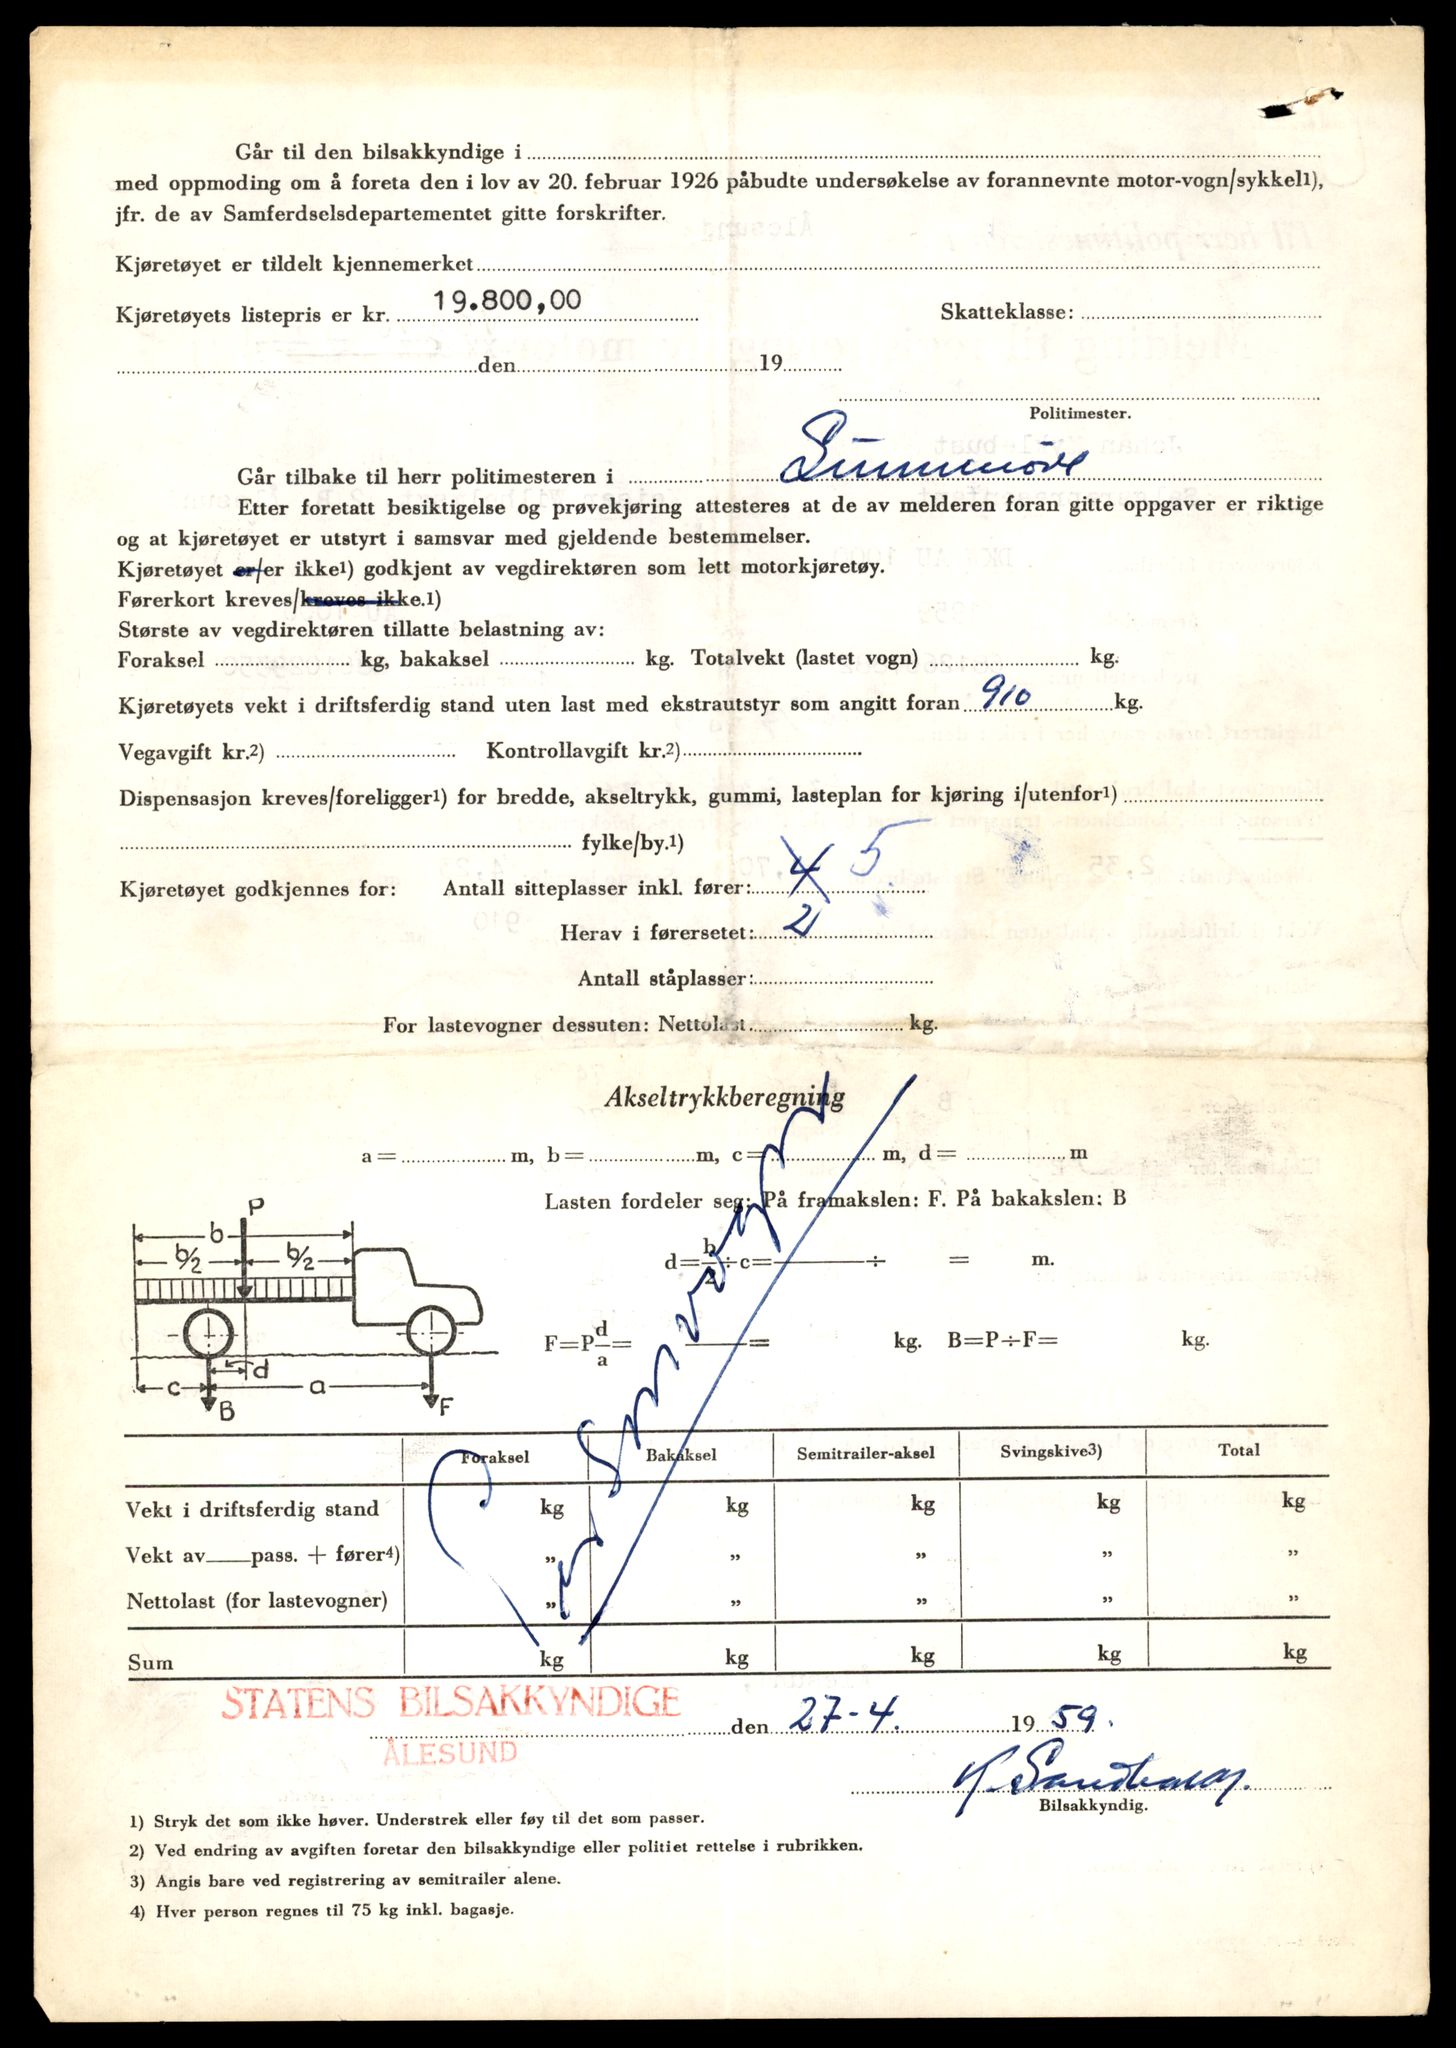 Går til den bilsakkyndige i
med oppmoding om å foreta den i lov av 20. februar 1926 påbudte undersøkelse av forannevnte motor-vogn/sykkel1),
jfr. de av Samferdselsdepartementet gitte forskrifter.
Kjøretøyet er tildelt kjennemerket
Kjøretøyets listepris er kr. 19.800,00 Skatteklasse:
den 19
Politimester.
Går tilbake til herr politimesteren i Sunnmøre
Etter foretatt besiktigelse og prøvekjøring attesteres at de av melderen foran gitte oppgaver er riktige
og at kjøretøyet er utstyrt i samsvar med gjeldende bestemmelser.
Kjøretøyet er/er ikke1) godkjent av vegdirektøren som lett motorkjøretøy.
Førerkort kreves/kreves ikke.1)
Største av vegdirektøren tillatte belastning av:
Foraksel kg, bakaksel kg. Totalvekt (lastet vogn) kg.
Kjøretøyets vekt i driftsferdig stand uten last med ekstrautstyr som angitt foran 910 kg.
Vegavgift kr.2) Kontrollavgift kr.2)
Dispensasjon kreves/foreligger1) for bredde, akseltrykk, gummi, lasteplan for kjøring i/utenfor1)
fylke/by.1)
Kjøretøyet godkjennes for: Antall sitteplasser inkl. fører: 4 5
Herav i førersetet: 2
Antall ståplasser:
For lastevogner dessuten: Nettolast kg.
Akseltrykkberegning
a = m, b = m, c = m, d = m
Lasten fordeler seg: På framakslen: F. På bakakslen: B
P
b
b/2 b/2
d = b/2 ÷ c = ÷ = m.
F = P d/a = = kg. B = P ÷ F = kg.
d
c a
B F
Foraksel Bakaksel Semitrailer-aksel Svingskive3) Total
Vekt i driftsferdig stand kg kg kg kg kg
Vekt av pass. + fører4) „ „ „ „ „
Nettolast (for lastevogner) „ „ „ „ „
Sum kg kg kg kg kg
STATENS BILSAKKYNDIGE
ÅLESUND
den 27-4. 1959.
Bilsakkyndig.
1) Stryk det som ikke høver. Understrek eller føy til det som passer.
2) Ved endring av avgiften foretar den bilsakkyndige eller politiet rettelse i rubrikken.
3) Angis bare ved registrering av semitrailer alene.
4) Hver person regnes til 75 kg inkl. bagasje.